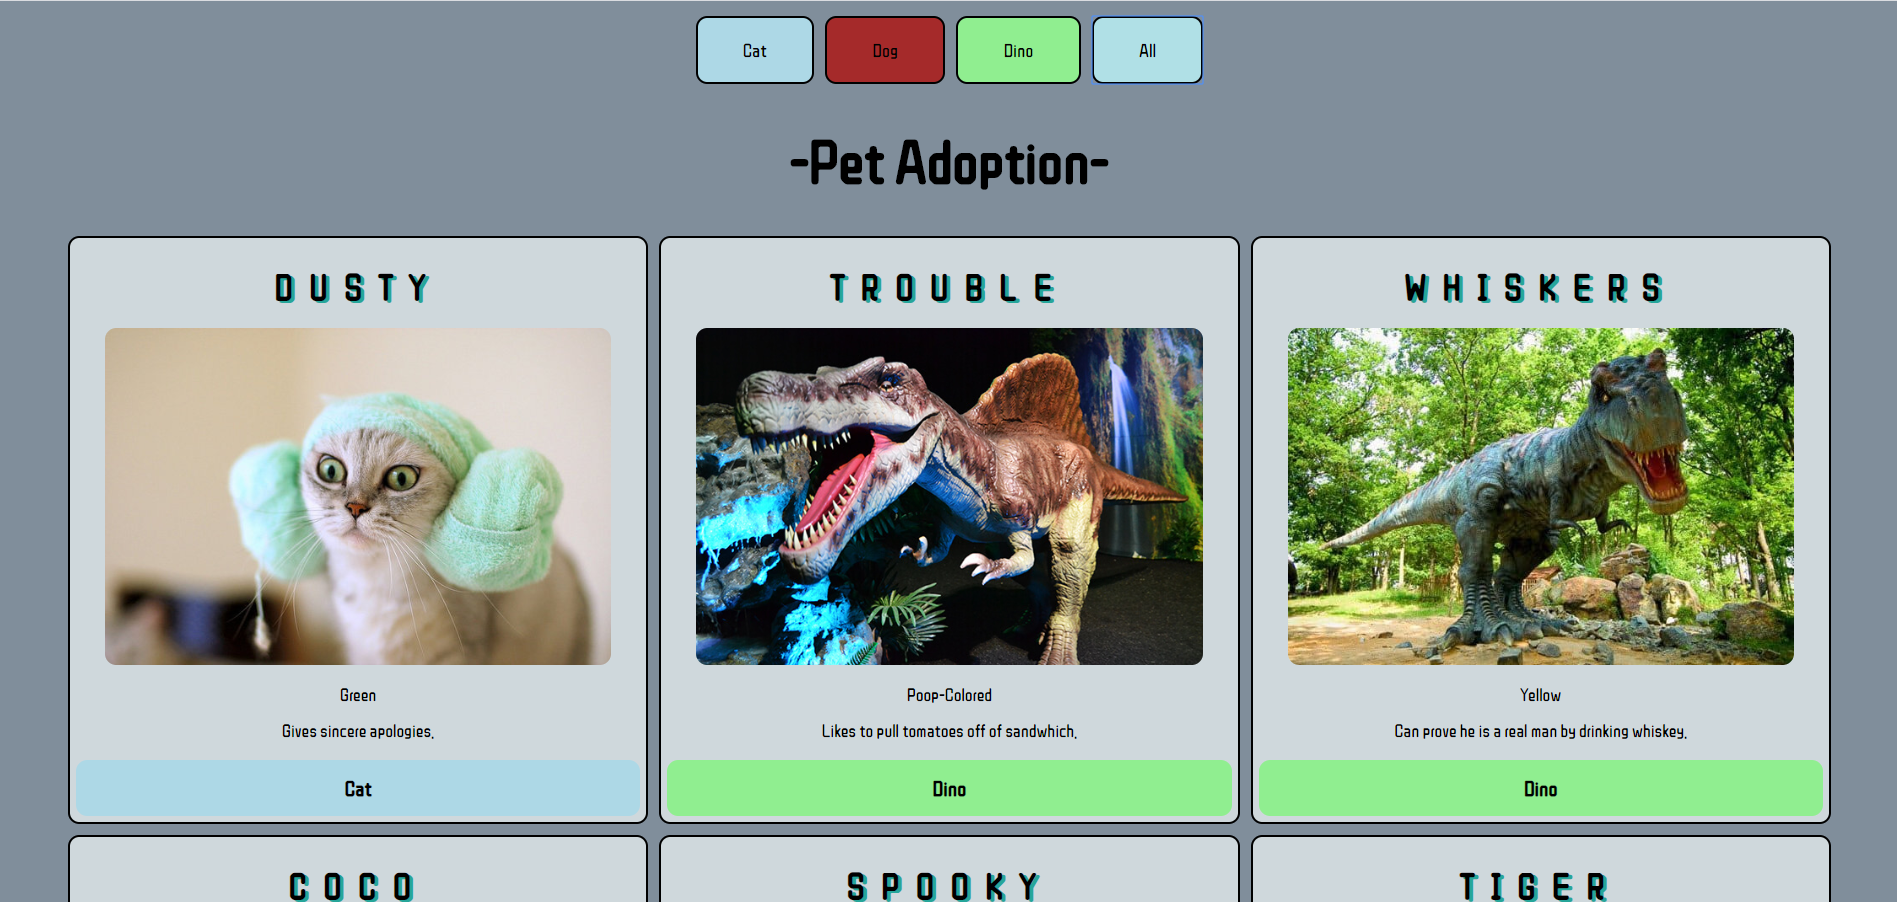 Cat Dog Dino All
-Pet Adoption-
DUSTY
Green
Gives sincere apologies.
Cat
TROUBLE
Poop-Colored
Likes to pull tomatoes off of sandwhich.
Dino
WHISKERS
Yellow
Can prove he is a real man by drinking whiskey.
Dino
COCO
SPOOKY
TIGER